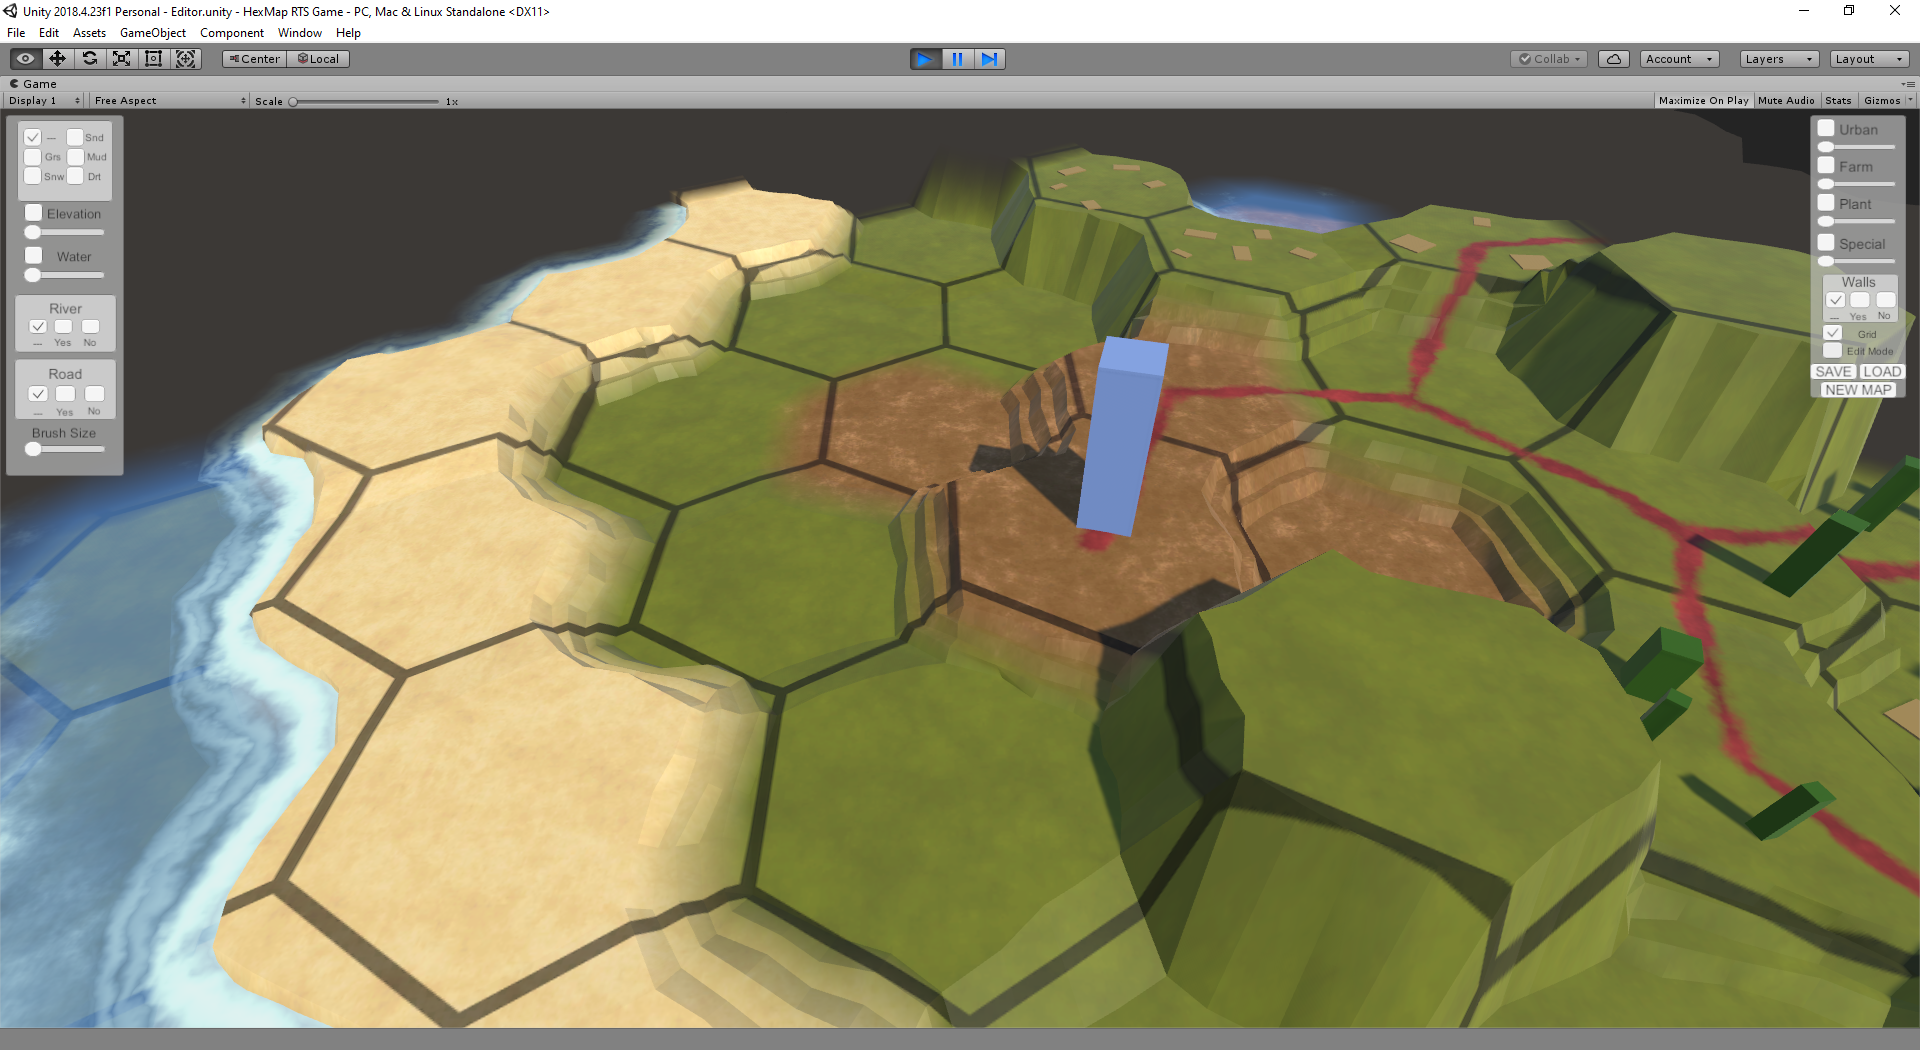 Unity 2018.4.23f1 Personal - Editor.unity - HexMap RTS Game - PC, Mac & Linux Standalone <DX11>
File Edit Assets GameObject Component Window Help
Center Local Collab Account Layers Layout
Game
Display 1 Free Aspect Scale 1x Maximize On Play Mute Audio Stats Gizmos
--- Snd
Grs Mud
Snw Drt
Elevation
Water
River
--- Yes No
Road
--- Yes No
Brush Size
Urban
Farm
Plant
Special
Walls
--- Yes No
Grid
Edit Mode
SAVE LOAD
NEW MAP